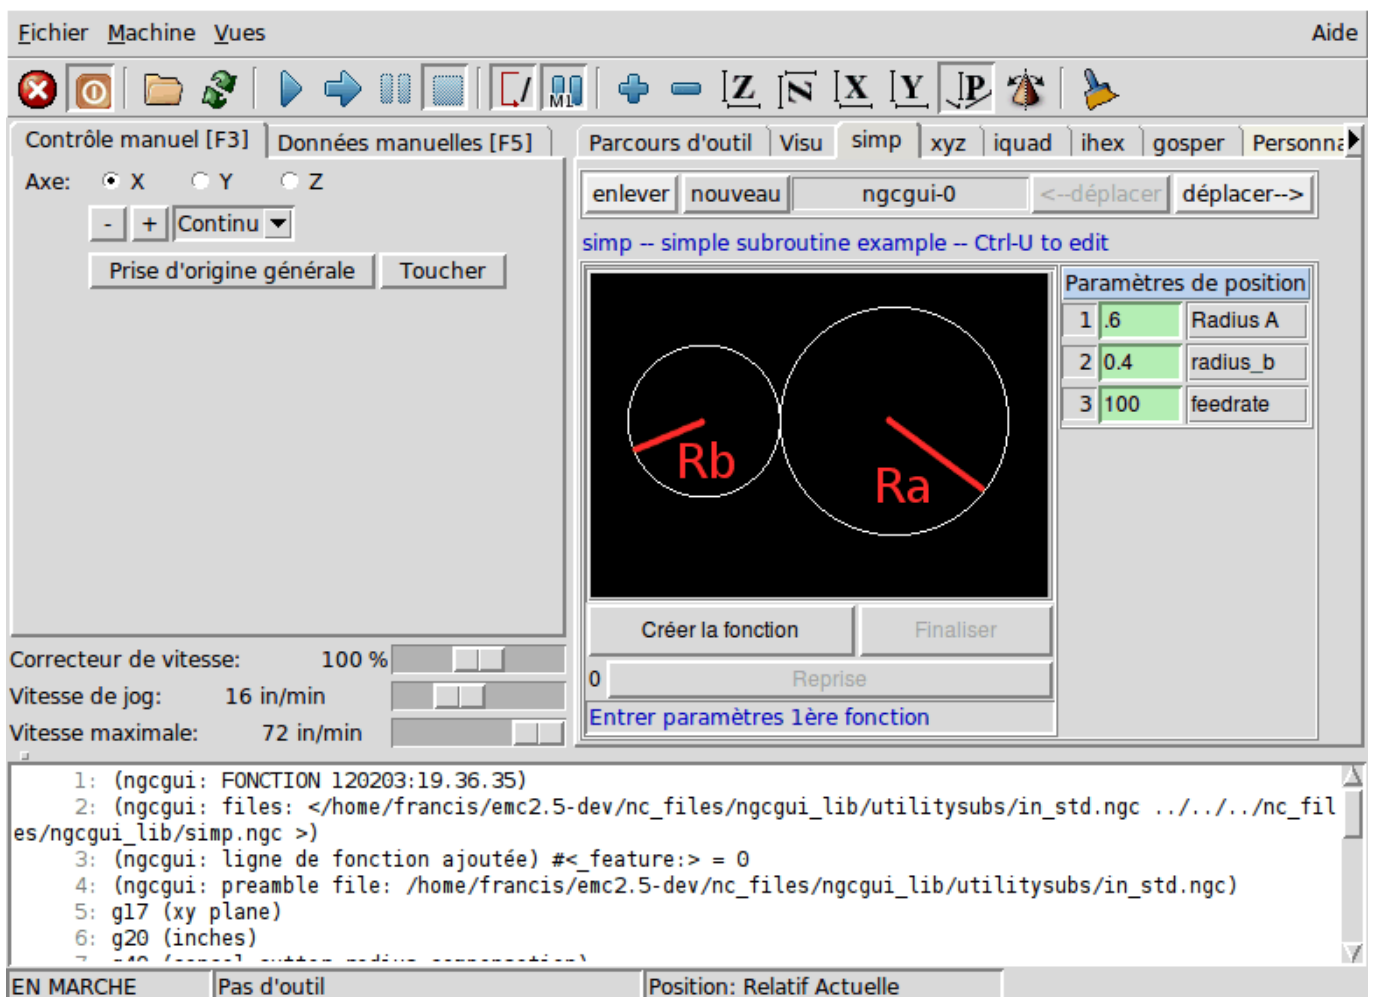 Fichier Machine Vues Aide
M1 Z N X Y P
Contrôle manuel [F3] Données manuelles [F5]
Axe: X Y Z
- + Continu
Prise d'origine générale Toucher
Correcteur de vitesse: 100 %
Vitesse de jog: 16 in/min
Vitesse maximale: 72 in/min
Parcours d'outil Visu simp xyz iquad ihex gosper Personna
enlever nouveau ngcgui-0 <--déplacer déplacer-->
simp -- simple subroutine example -- Ctrl-U to edit
Rb
Ra
Paramètres de position
1 .6 Radius A
2 0.4 radius_b
3 100 feedrate
Créer la fonction Finaliser
0 Reprise
Entrer paramètres 1ère fonction
1: (ngcgui: FONCTION 120203:19.36.35)
2: (ngcgui: files: </home/francis/emc2.5-dev/nc_files/ngcgui_lib/utilitysubs/in_std.ngc ../../../nc_fil
es/ngcgui_lib/simp.ngc >)
3: (ngcgui: ligne de fonction ajoutée) #<_feature:> = 0
4: (ngcgui: preamble file: /home/francis/emc2.5-dev/nc_files/ngcgui_lib/utilitysubs/in_std.ngc)
5: g17 (xy plane)
6: g20 (inches)
EN MARCHE Pas d'outil Position: Relatif Actuelle